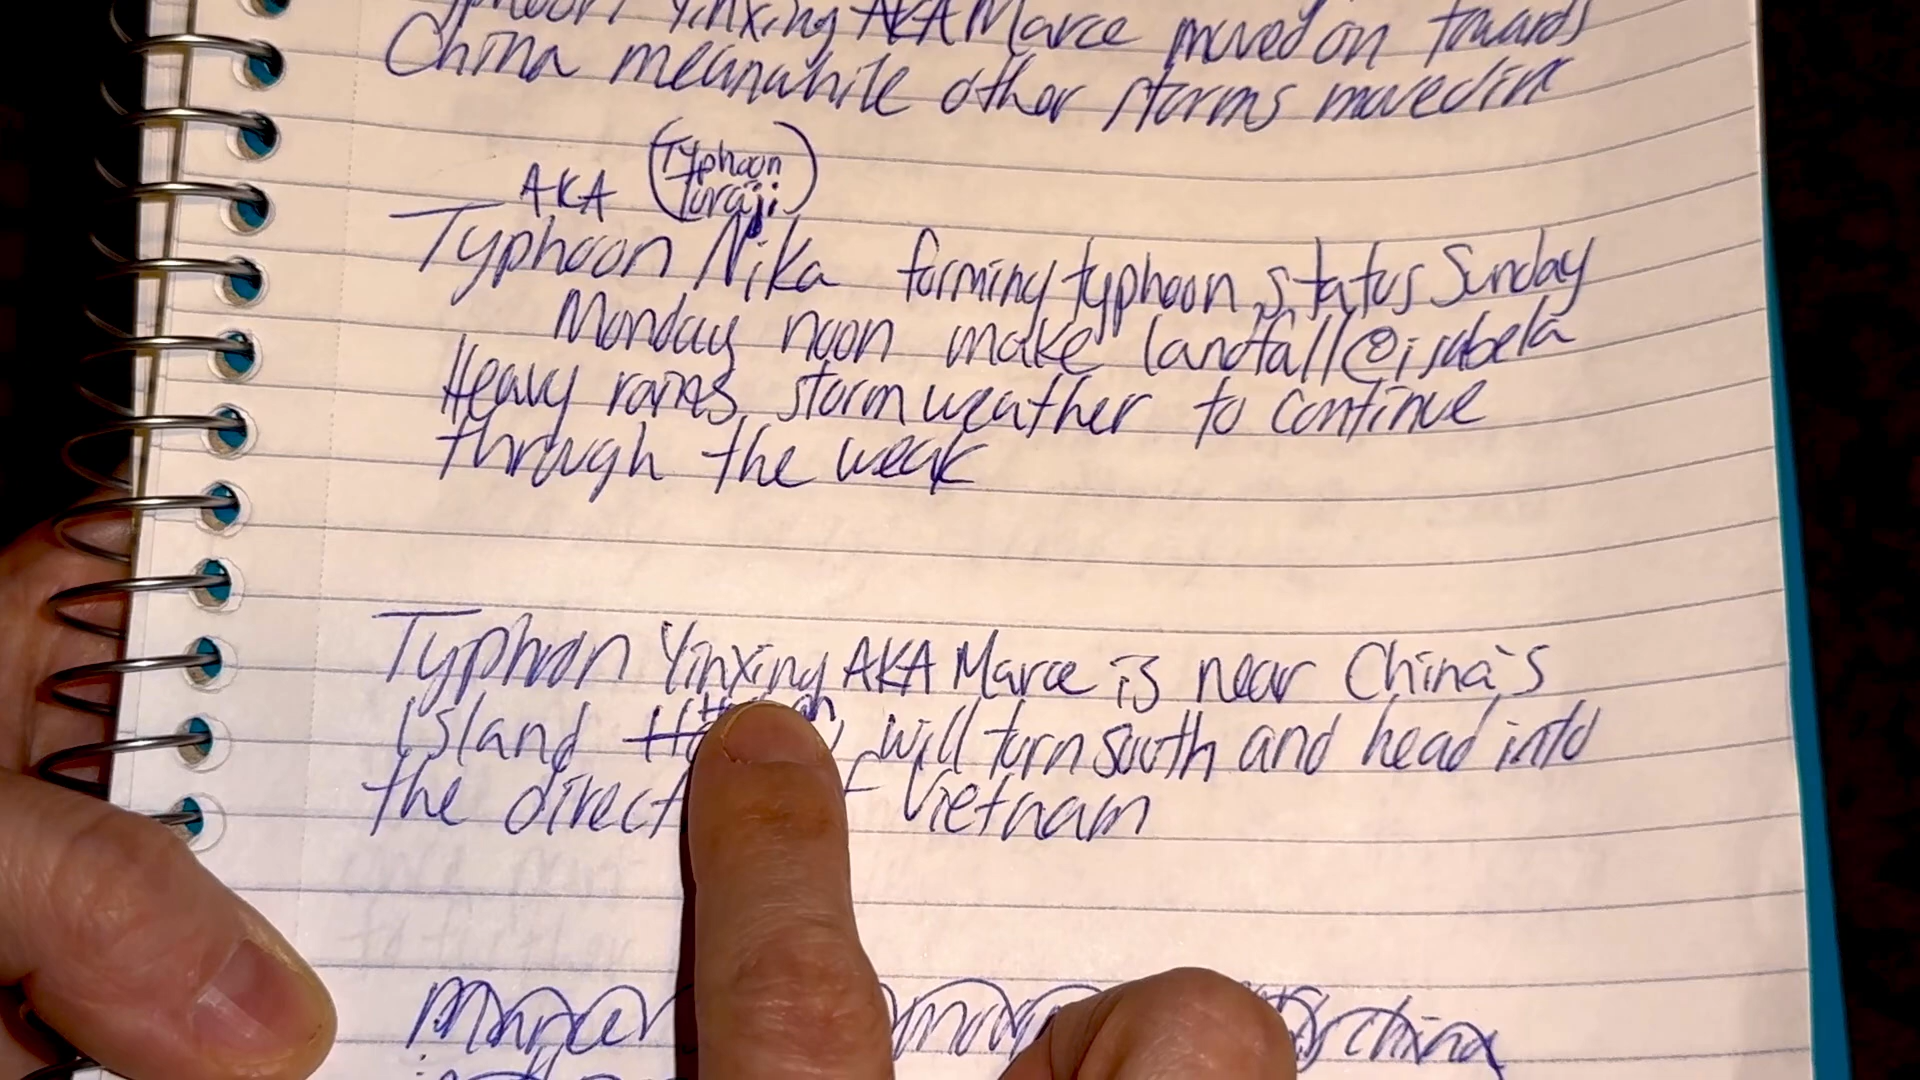 Typhoon Yinxing AKA Marce moved on towards
China meanwhile other storms moved in
AKA (Typhoon
Toraji)
Typhoon Nika forming typhoon status Sunday
Monday noon make landfall @ isabela
Heavy rains, storm weather to continue
through the weak
Typhoon Yinxing AKA Marce is near China's
island will turn south and head into
the direct Vietnam
china